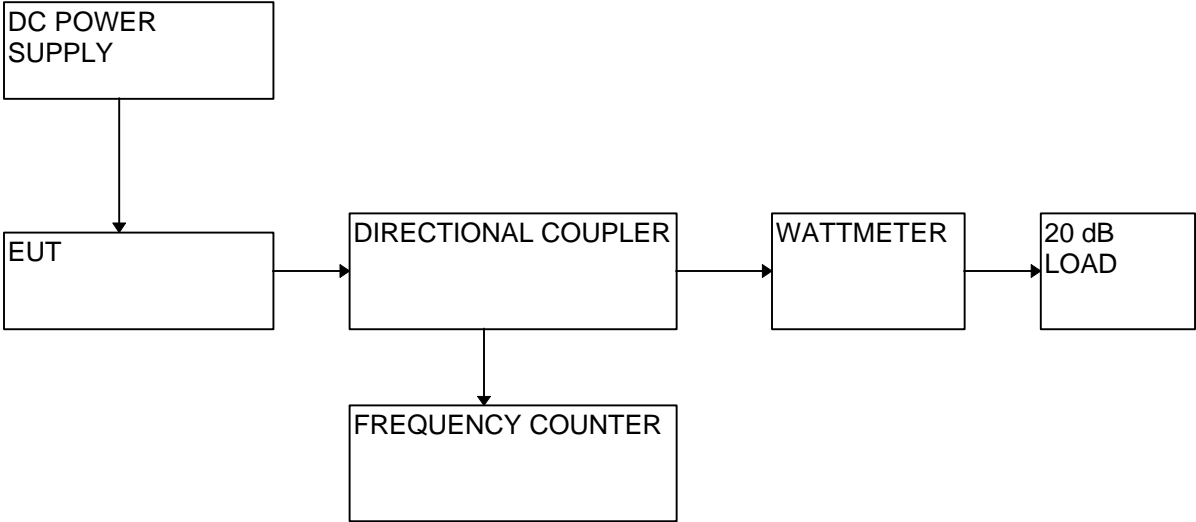 DC POWER
SUPPLY
EUT
DIRECTIONAL COUPLER
WATTMETER
20 dB
LOAD
FREQUENCY COUNTER